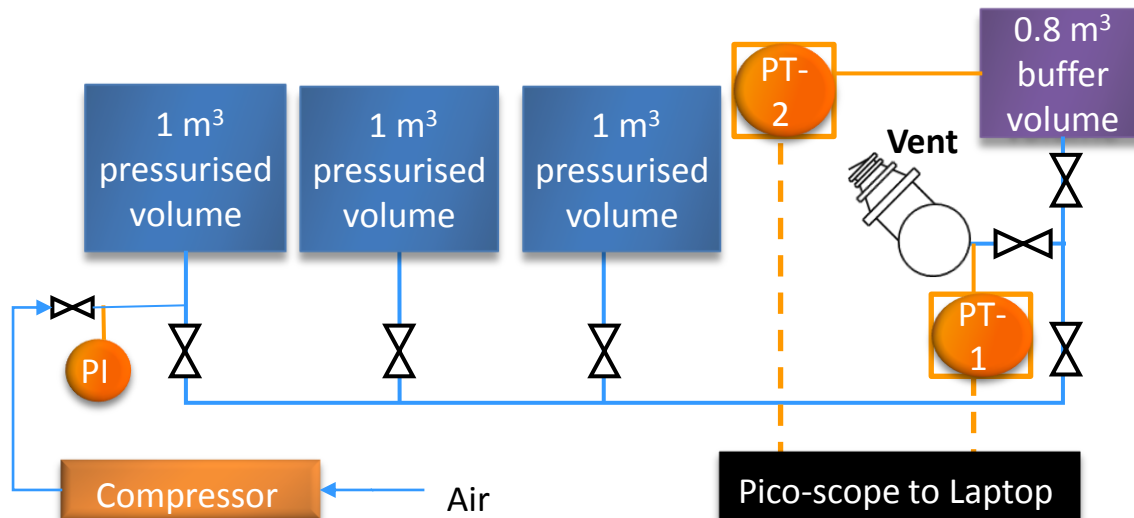 1 m³
pressurised
volume
1 m³
pressurised
volume
1 m³
pressurised
volume
PT-
2
0.8 m³
buffer
volume
Vent
PT-
1
PI
Compressor
Air
Pico-scope to Laptop